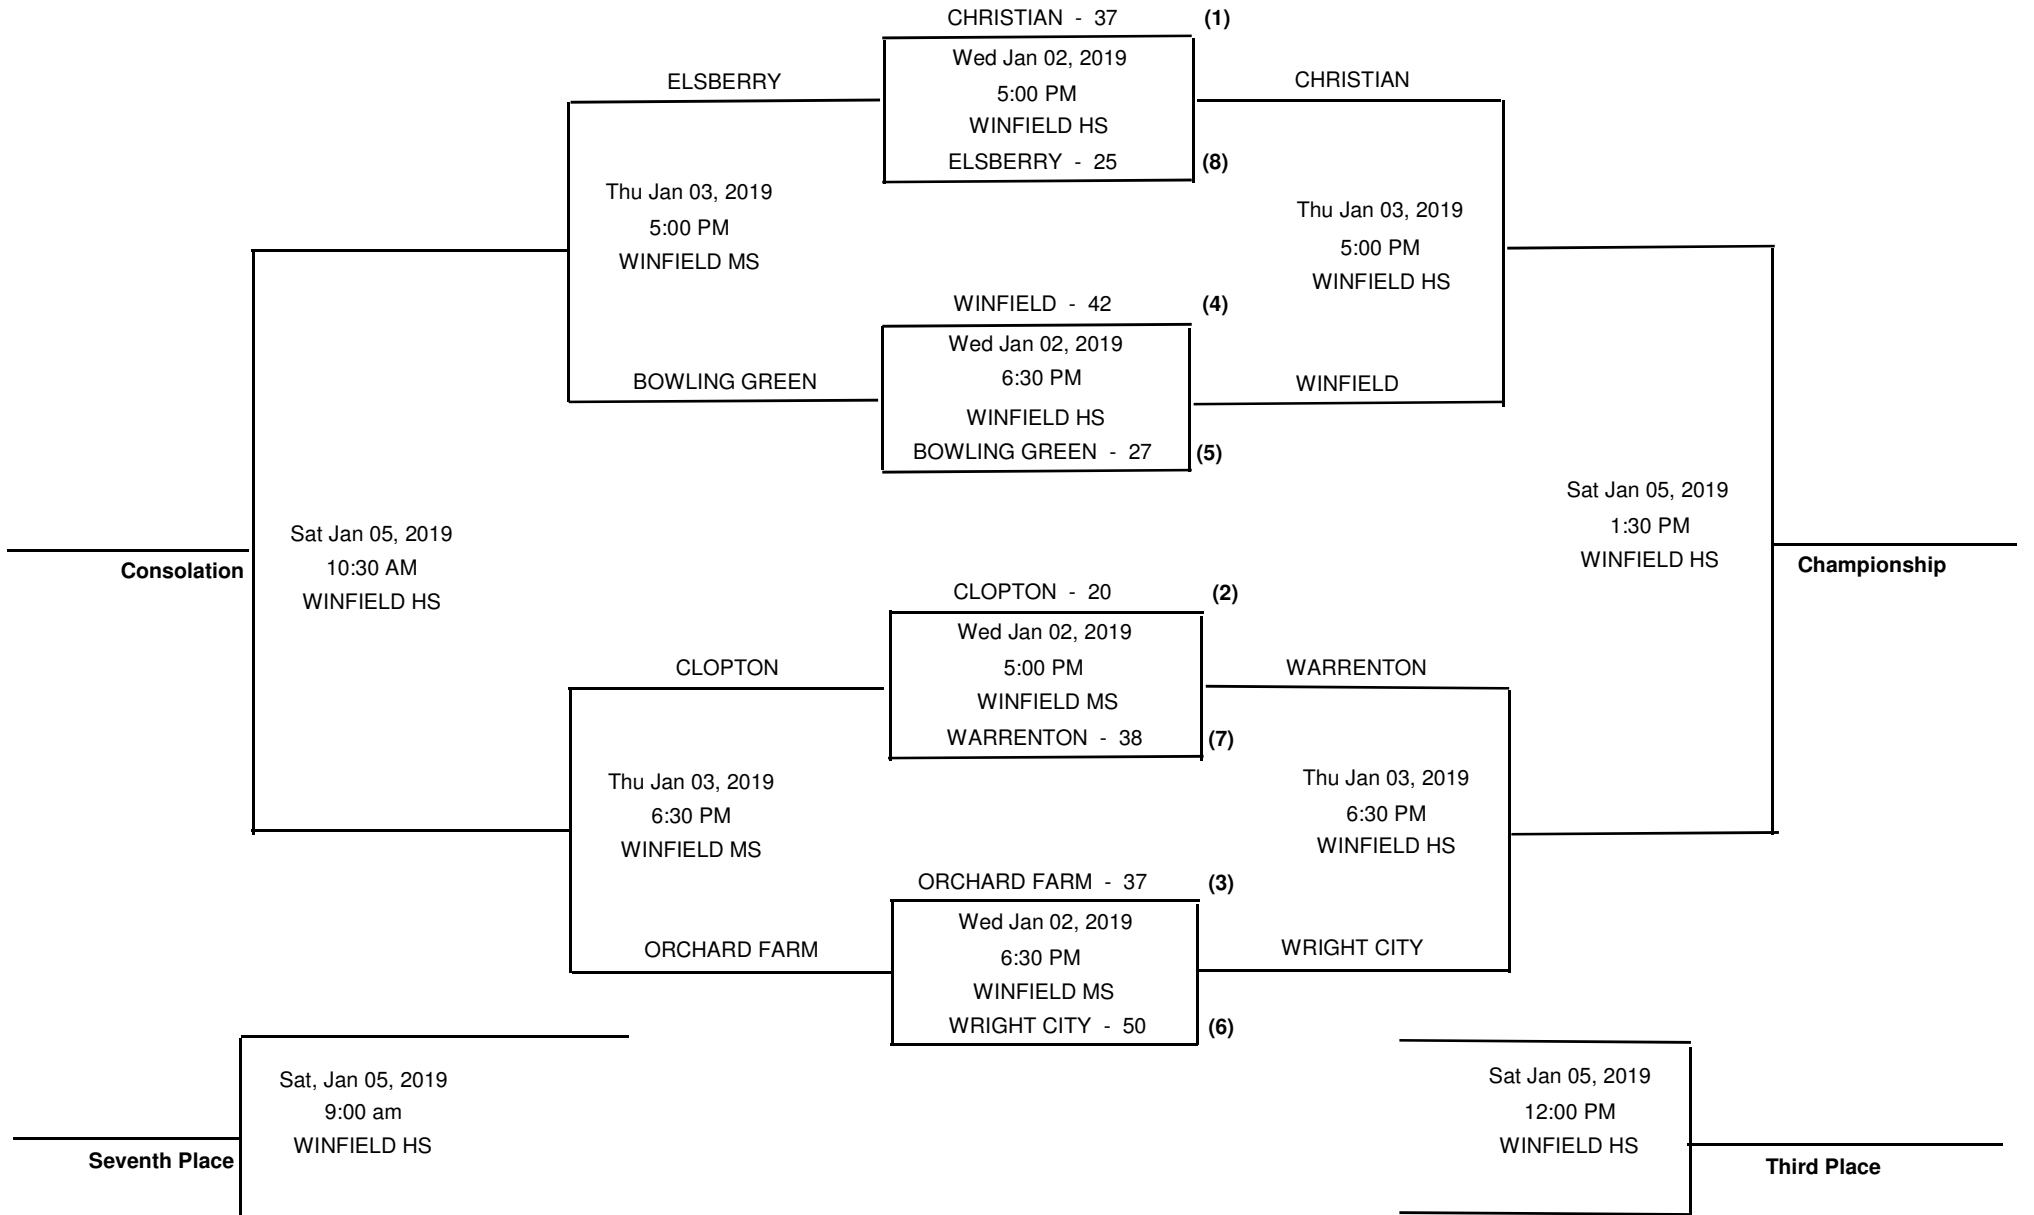 CHRISTIAN - 37 (1)
Wed Jan 02, 2019
5:00 PM
WINFIELD HS
ELSBERRY - 25 (8)
ELSBERRY
CHRISTIAN
Thu Jan 03, 2019
5:00 PM
WINFIELD MS
Thu Jan 03, 2019
5:00 PM
WINFIELD HS
WINFIELD - 42 (4)
Wed Jan 02, 2019
6:30 PM
WINFIELD HS
BOWLING GREEN - 27 (5)
BOWLING GREEN
WINFIELD
Sat Jan 05, 2019
10:30 AM
WINFIELD HS
Consolation
Sat Jan 05, 2019
1:30 PM
WINFIELD HS
Championship
CLOPTON - 20 (2)
Wed Jan 02, 2019
5:00 PM
WINFIELD MS
WARRENTON - 38 (7)
CLOPTON
WARRENTON
Thu Jan 03, 2019
6:30 PM
WINFIELD MS
Thu Jan 03, 2019
6:30 PM
WINFIELD HS
ORCHARD FARM - 37 (3)
Wed Jan 02, 2019
6:30 PM
WINFIELD MS
WRIGHT CITY - 50 (6)
ORCHARD FARM
WRIGHT CITY
Sat, Jan 05, 2019
9:00 am
WINFIELD HS
Seventh Place
Sat Jan 05, 2019
12:00 PM
WINFIELD HS
Third Place